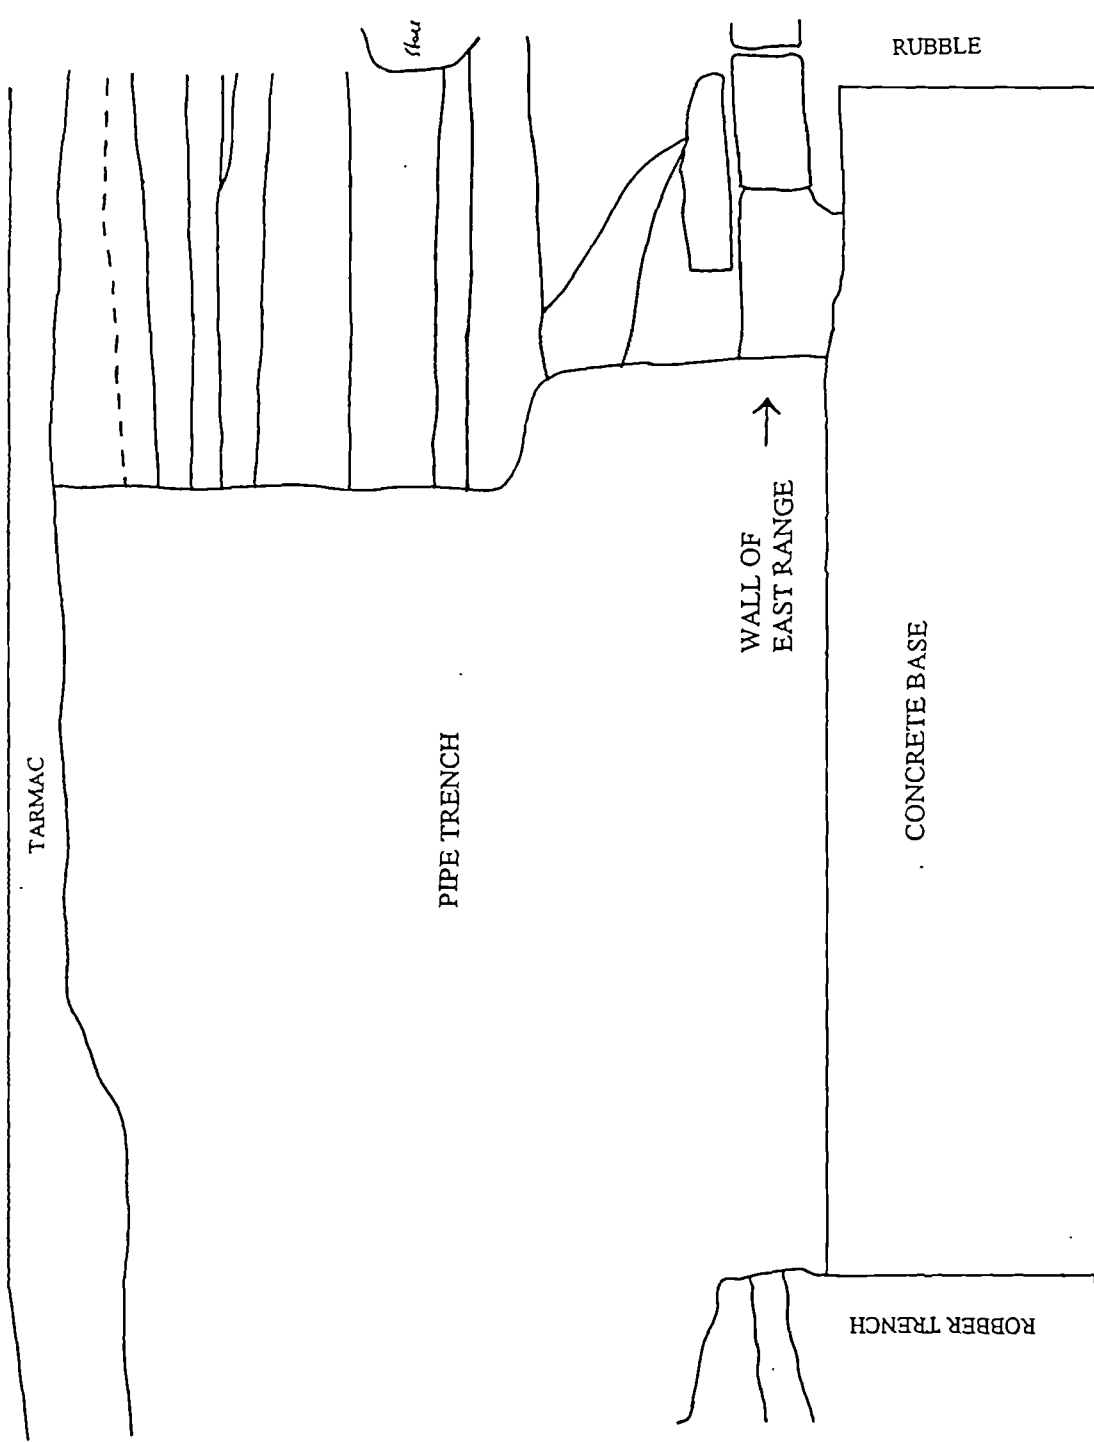 RUBBLE
TARMAC
PIPE TRENCH
WALL OF
EAST RANGE
CONCRETE BASE
ROBBER TRENCH